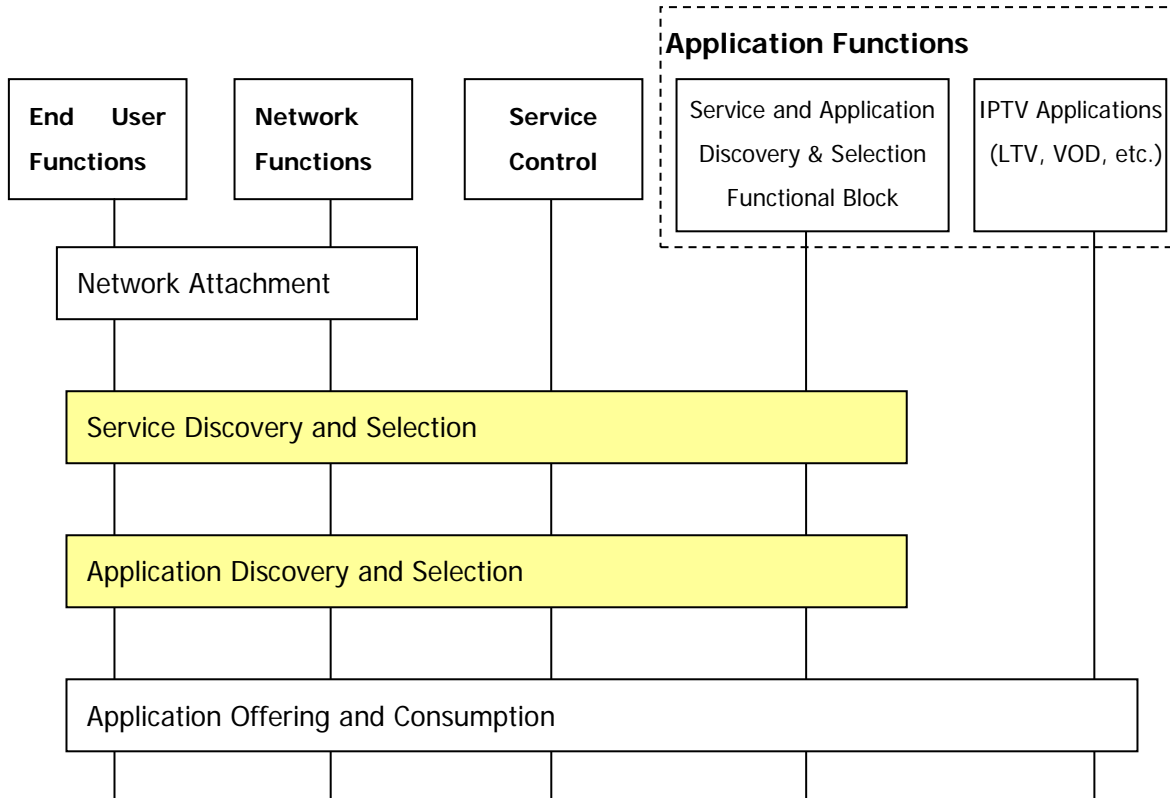 Application Functions
End User
Functions
Network
Functions
Service
Control
Service and Application
Discovery & Selection
Functional Block
IPTV Applications
(LTV, VOD, etc.)
Network Attachment
Service Discovery and Selection
Application Discovery and Selection
Application Offering and Consumption